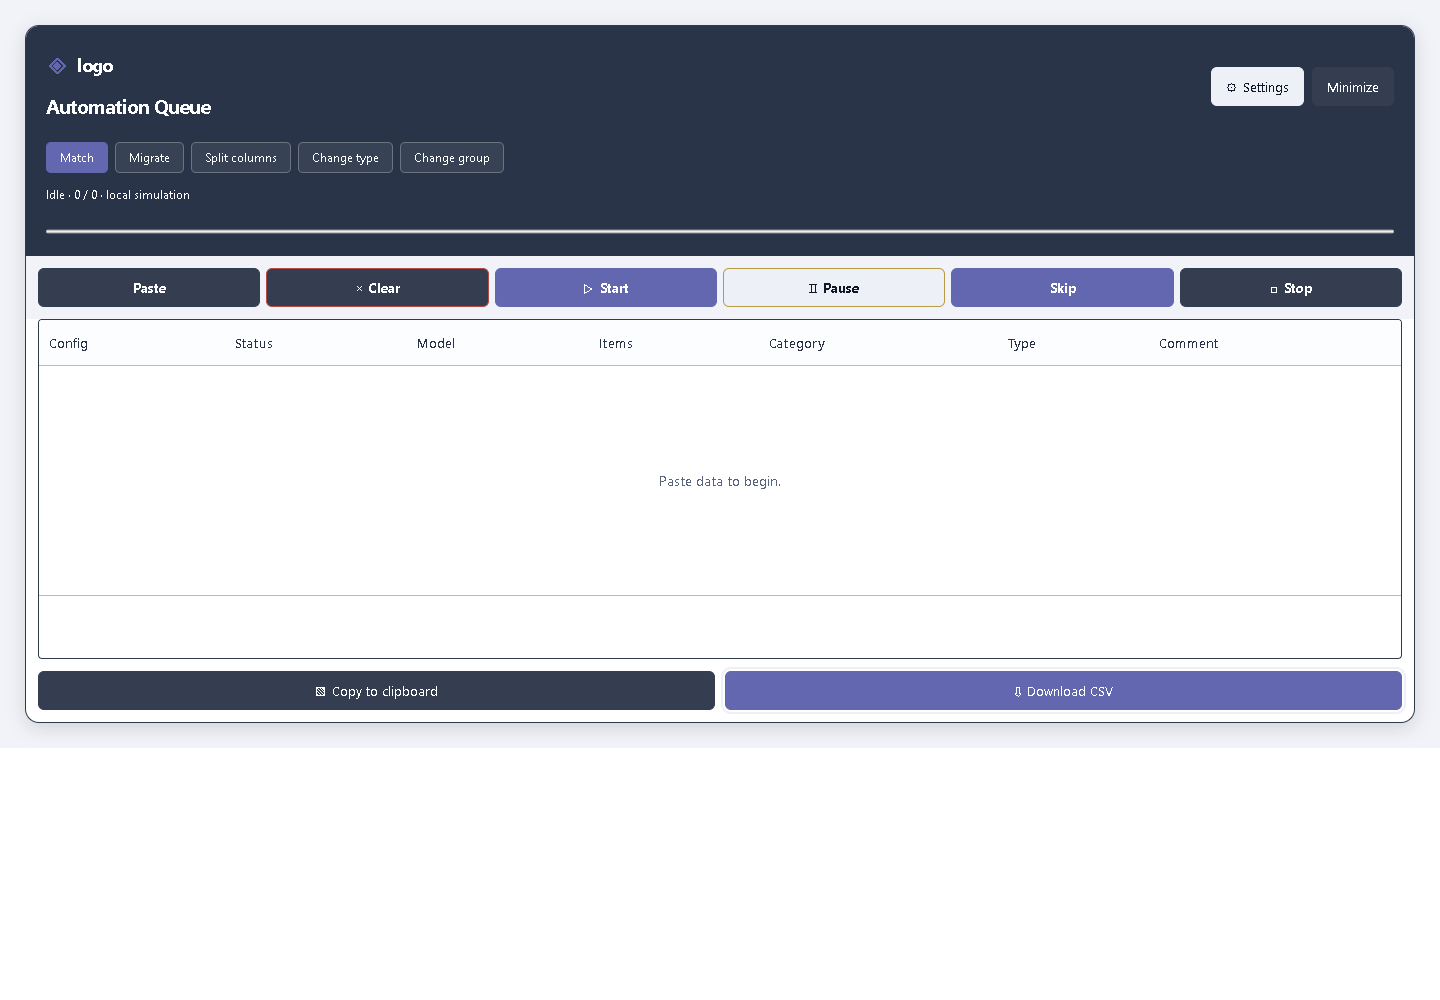 logo
Automation Queue
⚙ Settings
Minimize
Match
Migrate
Split columns
Change type
Change group
Idle · 0 / 0 · local simulation
Paste
× Clear
▷ Start
Pause
Skip
□ Stop
Config
Status
Model
Items
Category
Type
Comment
Paste data to begin.
Copy to clipboard
⇩ Download CSV